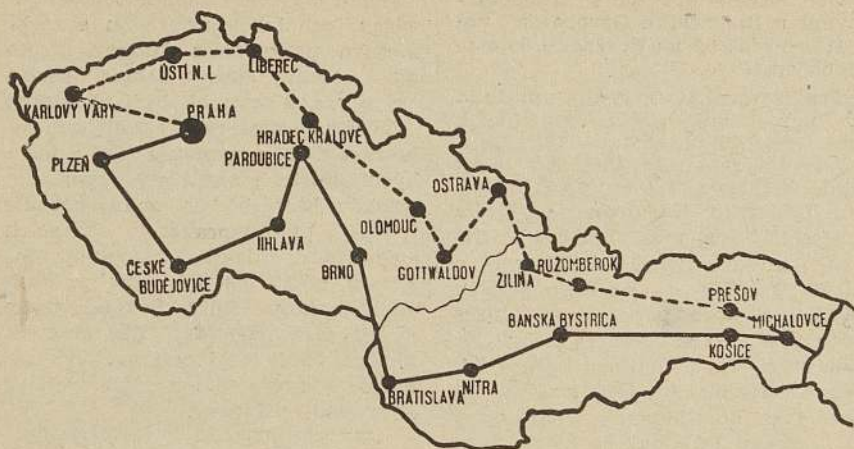 ÚSTÍ N. L.
LIBEREC
KARLOVY VARY
PRAHA
HRADEC KRÁLOVÉ
PLZEŇ
PARDUBICE
OSTRAVA
OLOMOUC
JIHLAVA
ČESKÉ
BUDĚJOVICE
BRNO
GOTTWALDOV
ŽILINA
RUŽOMBEROK
PREŠOV
BANSKÁ BYSTRICA
MICHALOVCE
KOŠICE
NITRA
BRATISLAVA